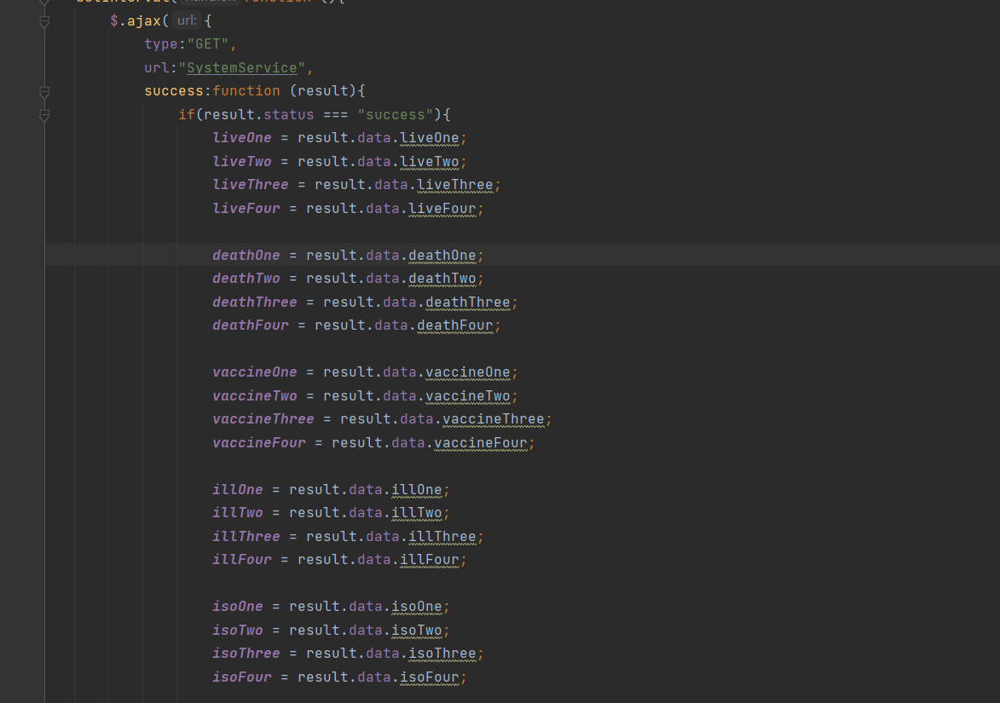 $.ajax( url: {
type:"GET",
url:"SystemService",
success:function (result){
if(result.status === "success"){
liveOne = result.data.liveOne;
liveTwo = result.data.liveTwo;
liveThree = result.data.liveThree;
liveFour = result.data.liveFour;
deathOne = result.data.deathOne;
deathTwo = result.data.deathTwo;
deathThree = result.data.deathThree;
deathFour = result.data.deathFour;
vaccineOne = result.data.vaccineOne;
vaccineTwo = result.data.vaccineTwo;
vaccineThree = result.data.vaccineThree;
vaccineFour = result.data.vaccineFour;
illOne = result.data.illOne;
illTwo = result.data.illTwo;
illThree = result.data.illThree;
illFour = result.data.illFour;
isoOne = result.data.isoOne;
isoTwo = result.data.isoTwo;
isoThree = result.data.isoThree;
isoFour = result.data.isoFour;